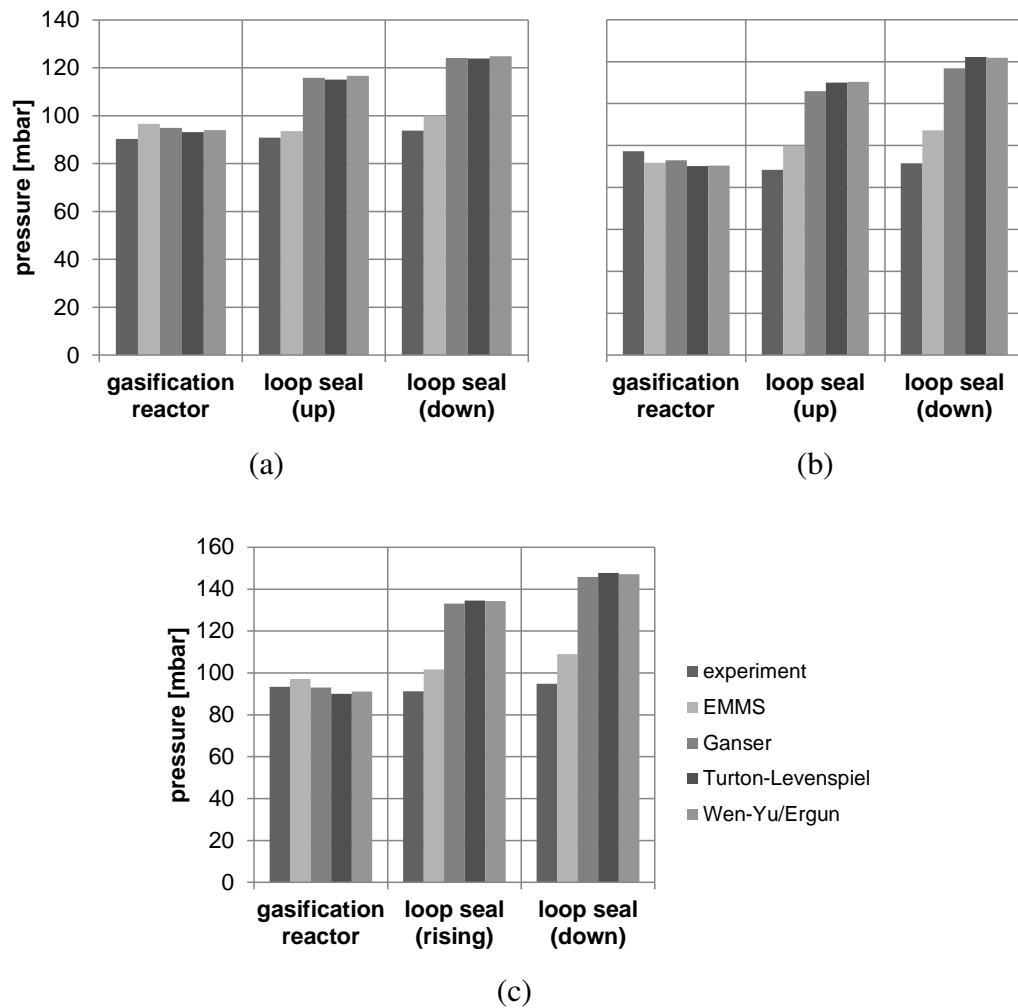 140
120
100
80
60
40
20
0
pressure [mbar]
gasification reactor
loop seal (up)
loop seal (down)
(a)
gasification reactor
loop seal (up)
loop seal (down)
(b)
160
140
120
100
80
60
40
20
0
pressure [mbar]
gasification reactor
loop seal (rising)
loop seal (down)
experiment
EMMS
Ganser
Turton-Levenspiel
Wen-Yu/Ergun
(c)